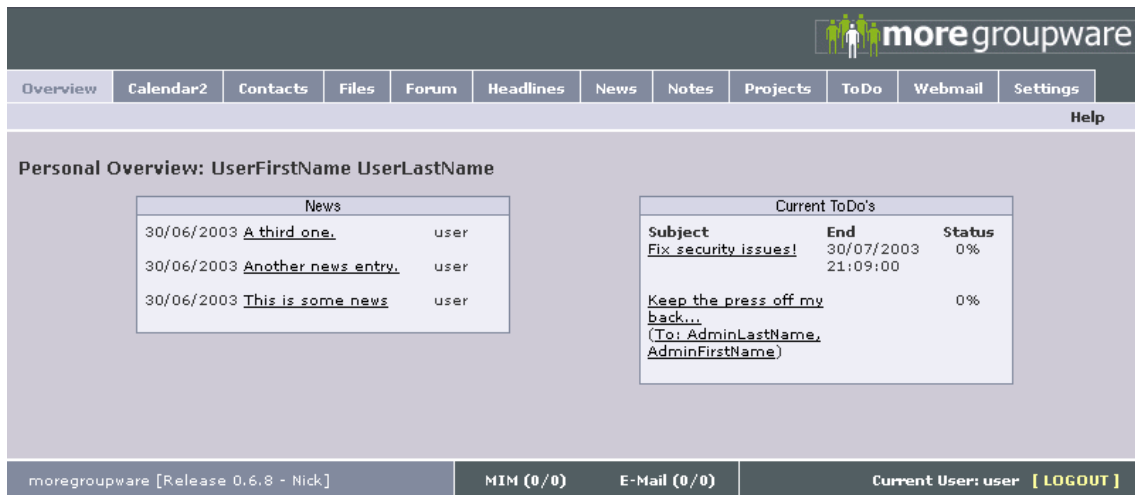 moregroupware
Overview Calendar2 Contacts Files Forum Headlines News Notes Projects ToDo Webmail Settings
Help
Personal Overview: UserFirstName UserLastName
News
30/06/2003 A third one. user
30/06/2003 Another news entry. user
30/06/2003 This is some news user
Current ToDo's
Subject End Status
Fix security issues! 30/07/2003 0%
21:09:00
Keep the press off my 0%
back...
(To: AdminLastName,
AdminFirstName)
moregroupware [Release 0.6.8 - Nick] MIM (0/0) E-Mail (0/0) Current User: user [ LOGOUT ]